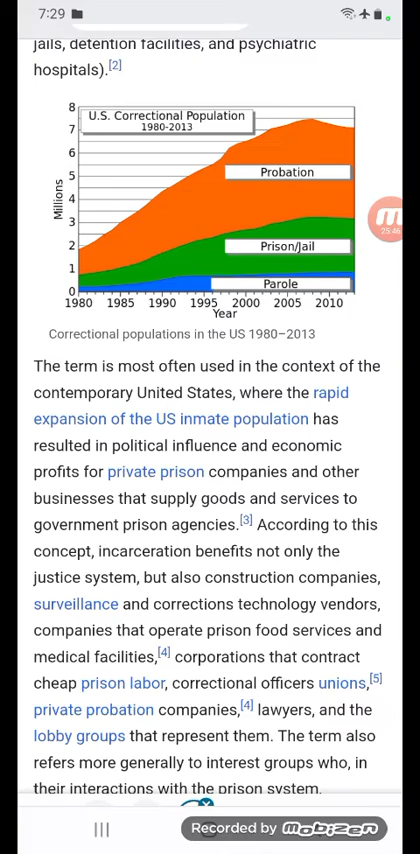 7:29
jails, detention facilities, and psychiatric
hospitals).[2]
8
U.S. Correctional Population
1980-2013
7
6
Probation
5
Millions
4
3
2
Prison/Jail
1
Parole
0
1980 1985 1990 1995 2000 2005 2010
Year
25:46
Correctional populations in the US 1980–2013
The term is most often used in the context of the
contemporary United States, where the rapid
expansion of the US inmate population has
resulted in political influence and economic
profits for private prison companies and other
businesses that supply goods and services to
government prison agencies.[3] According to this
concept, incarceration benefits not only the
justice system, but also construction companies,
surveillance and corrections technology vendors,
companies that operate prison food services and
medical facilities,[4] corporations that contract
cheap prison labor, correctional officers unions,[5]
private probation companies,[4] lawyers, and the
lobby groups that represent them. The term also
refers more generally to interest groups who, in
their interactions with the prison system,
Recorded by mobizen